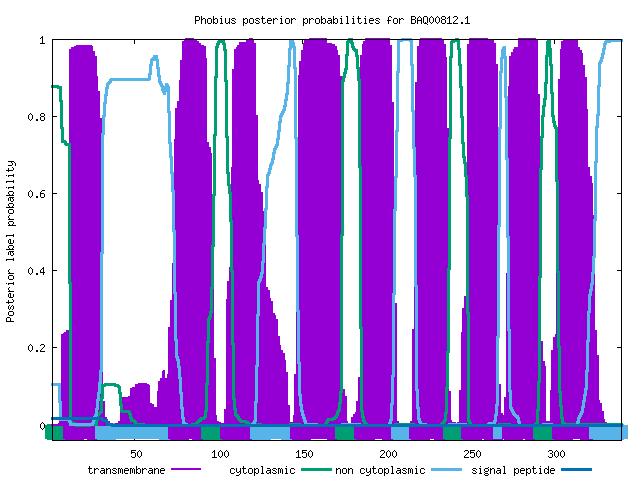 Phobius posterior probabilities for BAQ00812.1
Posterior label probability
1
0.8
0.6
0.4
0.2
0
50 100 150 200 250 300
transmembrane cytoplasmic non cytoplasmic signal peptide